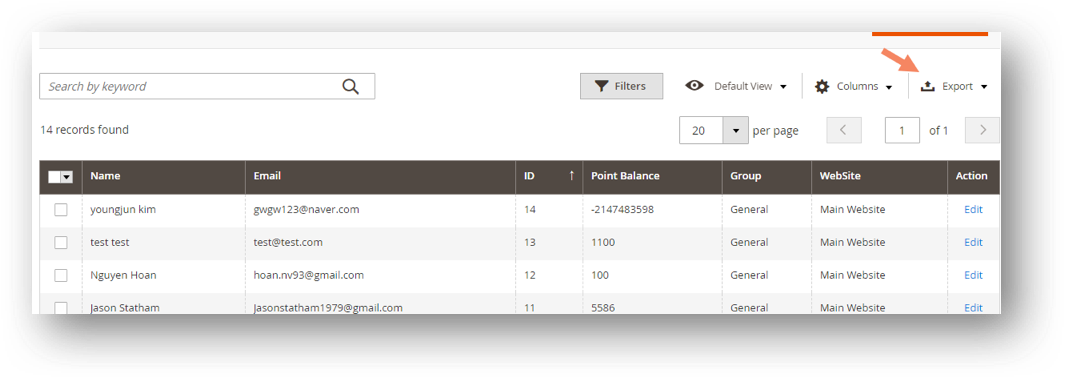 Search by keyword
Filters
Default View
Columns
Export
14 records found
20 per page
1 of 1
Name Email ID ↑ Point Balance Group WebSite Action
youngjun kim gwgw123@naver.com 14 -2147483598 General Main Website Edit
test test test@test.com 13 1100 General Main Website Edit
Nguyen Hoan hoan.nv93@gmail.com 12 100 General Main Website Edit
Jason Statham Jasonstatham1979@gmail.com 11 5586 General Main Website Edit